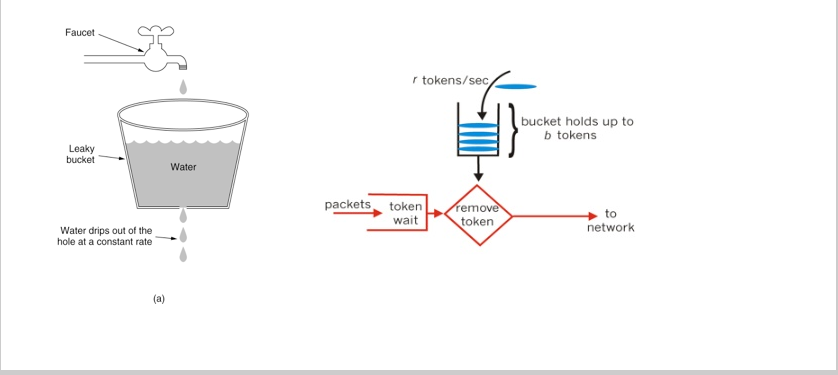 Faucet
Leaky
bucket
Water
Water drips out of the
hole at a constant rate
(a)
r tokens/sec
bucket holds up to
b tokens
packets
token
wait
remove
token
to
network